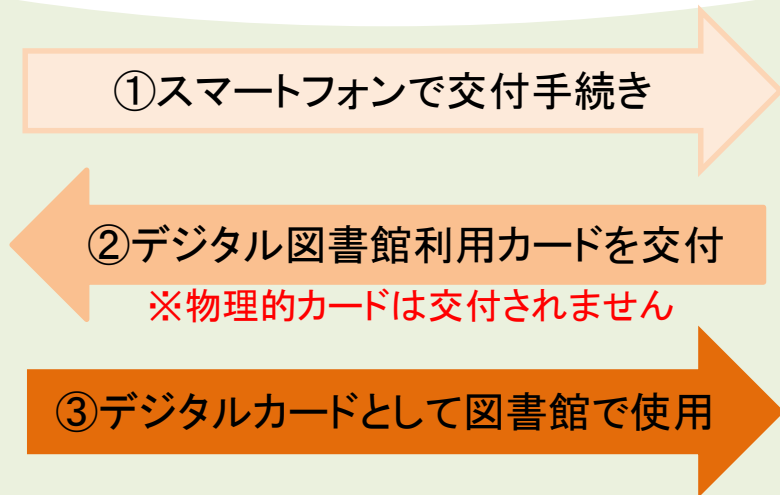 ①スマートフォンで交付手続き
②デジタル図書館利用カードを交付
※物理的カードは交付されません
③デジタルカードとして図書館で使用